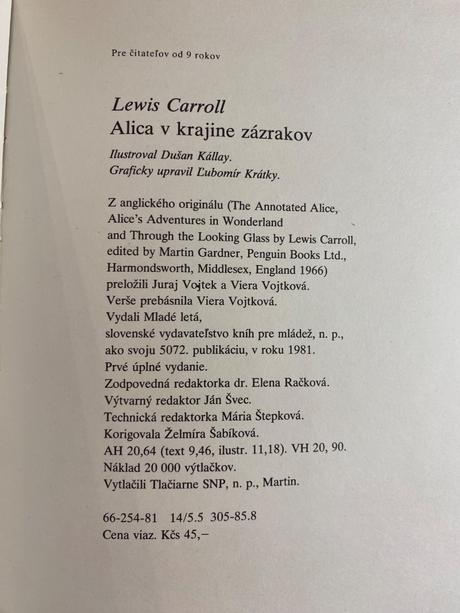 Pre čitateľov od 9 rokov
Lewis Carroll
Alica v krajine zázrakov
Ilustroval Dušan Kállay.
Graficky upravil Ľubomír Krátky.
Z anglického originálu (The Annotated Alice,
Alice's Adventures in Wonderland
and Through the Looking Glass by Lewis Carroll,
edited by Martin Gardner, Penguin Books Ltd.,
Harmondsworth, Middlesex, England 1966)
preložili Juraj Vojtek a Viera Vojtková.
Verše prebásnila Viera Vojtková.
Vydali Mladé letá,
slovenské vydavateľstvo kníh pre mládež, n. p.,
ako svoju 5072. publikáciu, v roku 1981.
Prvé úplné vydanie.
Zodpovedná redaktorka dr. Elena Račková.
Výtvarný redaktor Ján Švec.
Technická redaktorka Mária Štepková.
Korigovala Želmíra Šabíková.
AH 20,64 (text 9,46, ilustr. 11,18). VH 20, 90.
Náklad 20 000 výtlačkov.
Vytlačili Tlačiarne SNP, n. p., Martin.
66-254-81 14/5.5 305-85.8
Cena viaz. Kčs 45,–